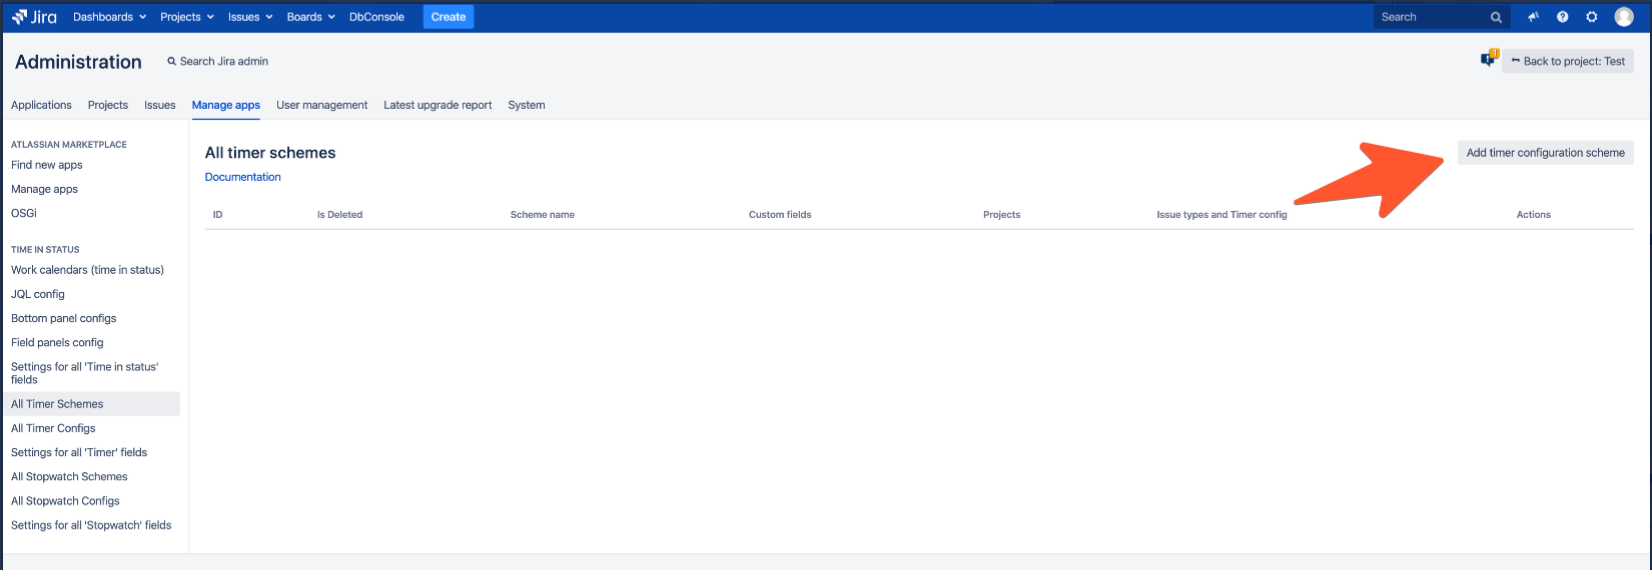 Jira Dashboards Projects Issues Boards DbConsole Create Search
Administration Search Jira admin 1 Back to project: Test
Applications Projects Issues Manage apps User management Latest upgrade report System
ATLASSIAN MARKETPLACE
Find new apps
Manage apps
OSGi
TIME IN STATUS
Work calendars (time in status)
JQL config
Bottom panel configs
Field panels config
Settings for all 'Time in status'
fields
All Timer Schemes
All Timer Configs
Settings for all 'Timer' fields
All Stopwatch Schemes
All Stopwatch Configs
Settings for all 'Stopwatch' fields
All timer schemes
Add timer configuration scheme
Documentation
ID Is Deleted Scheme name Custom fields Projects Issue types and Timer config Actions